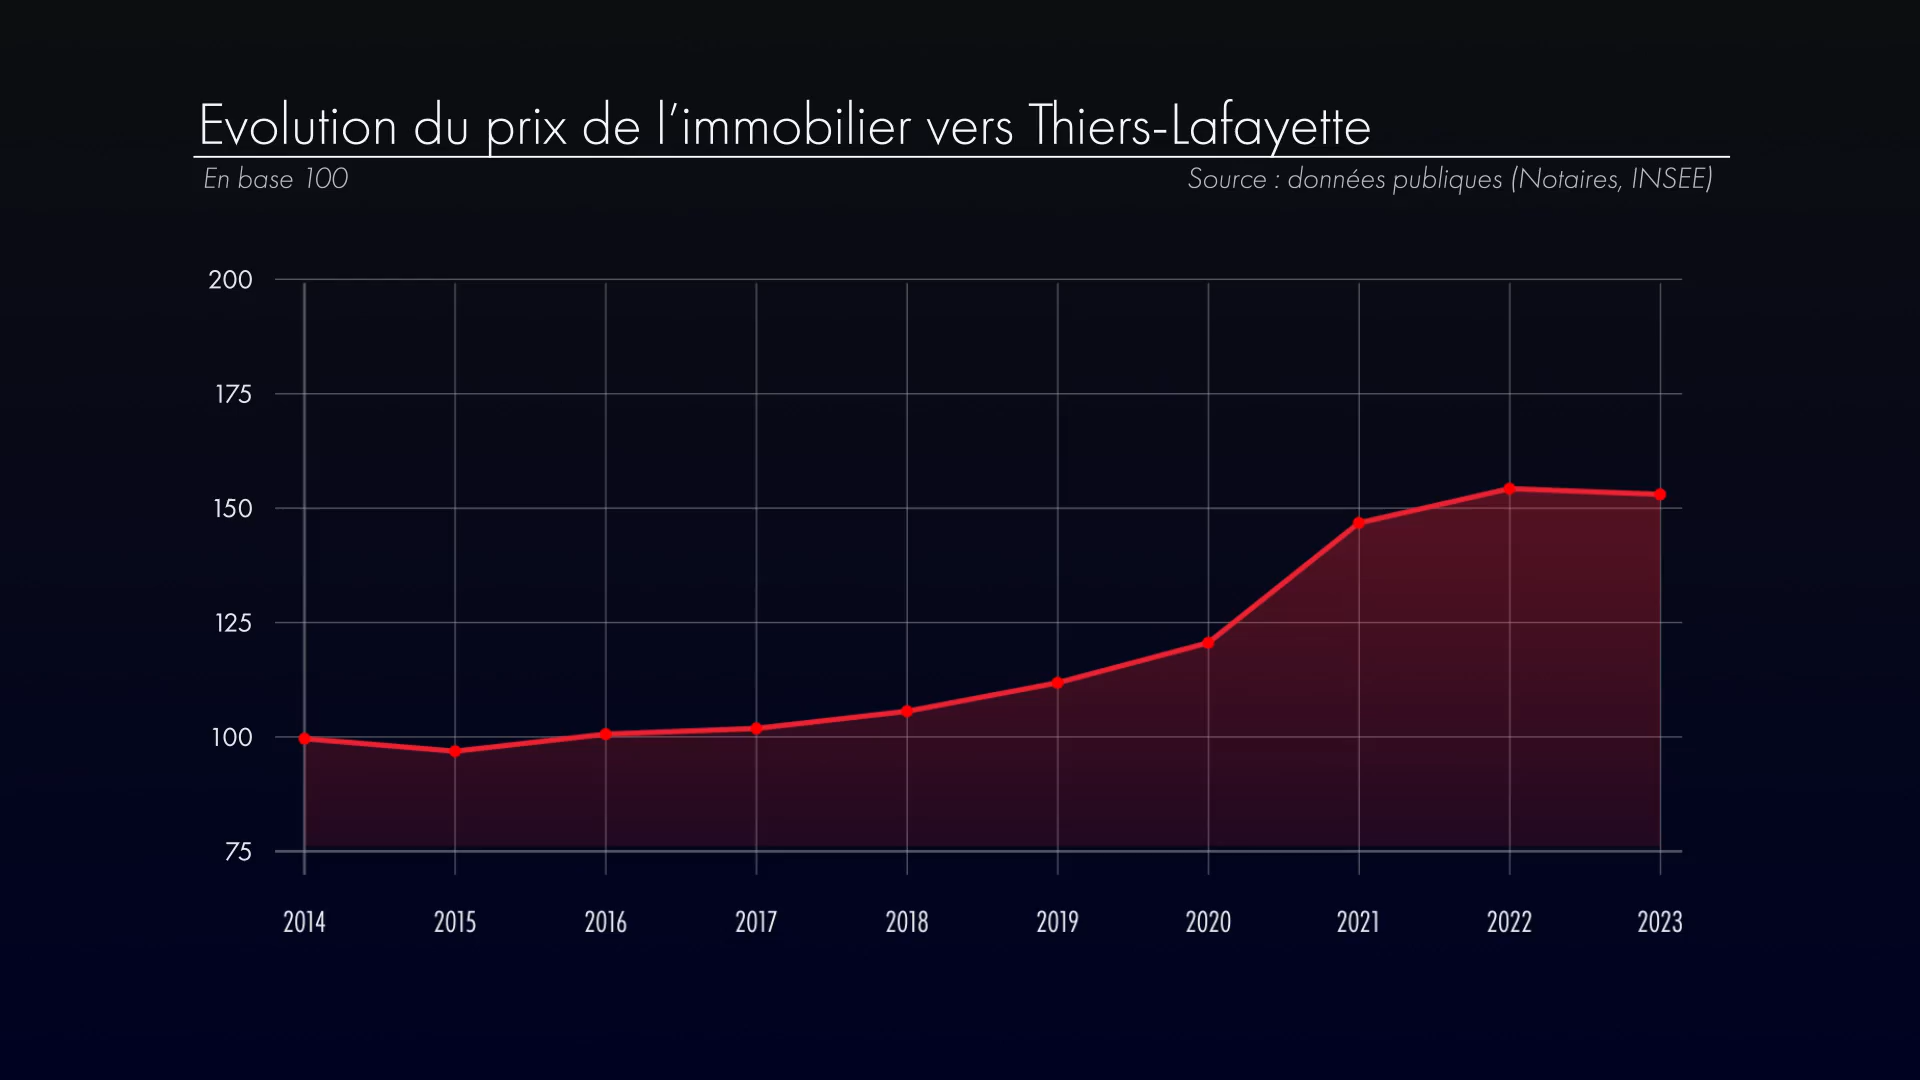 Evolution du prix de l’immobilier vers Thiers-Lafayette
En base 100
Source : données publiques (Notaires, INSEE)
200
175
150
125
100
75
2014 2015 2016 2017 2018 2019 2020 2021 2022 2023